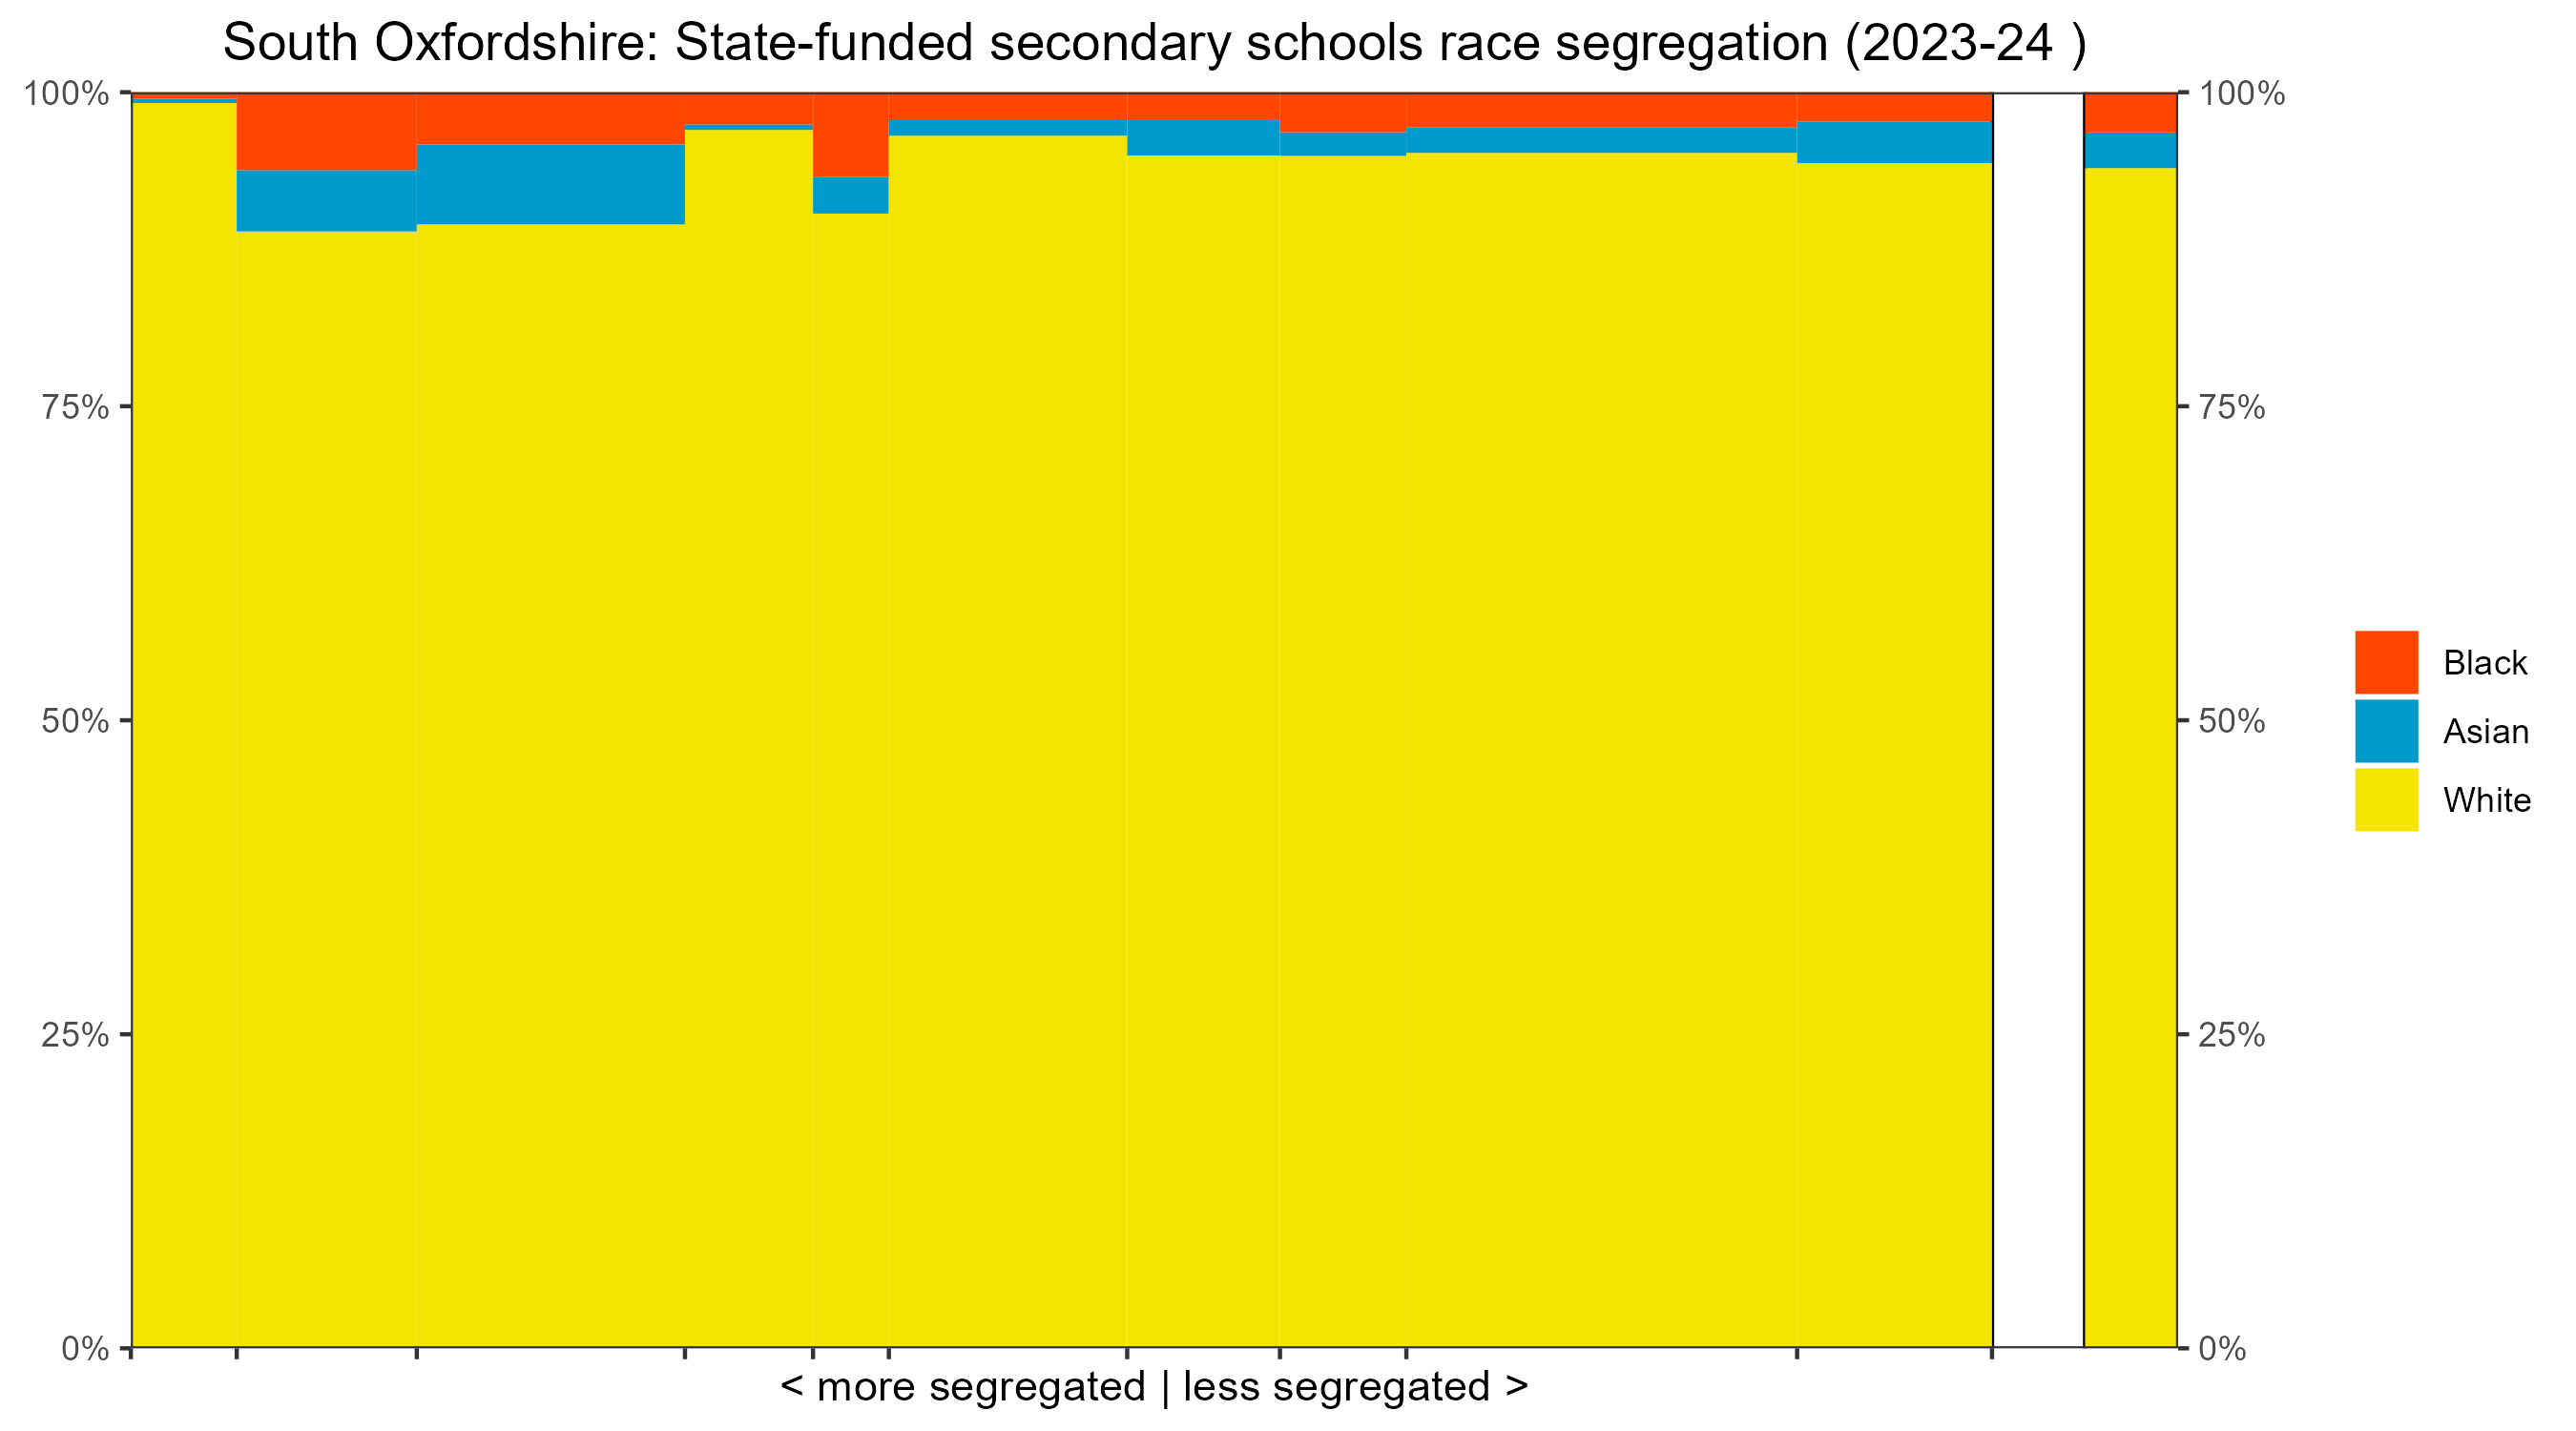 South Oxfordshire: State-funded secondary schools race segregation (2023-24 )
100%
100%
75%
75%
50%
50%
25%
25%
0%
0%
Black
Asian
White
< more segregated | less segregated >